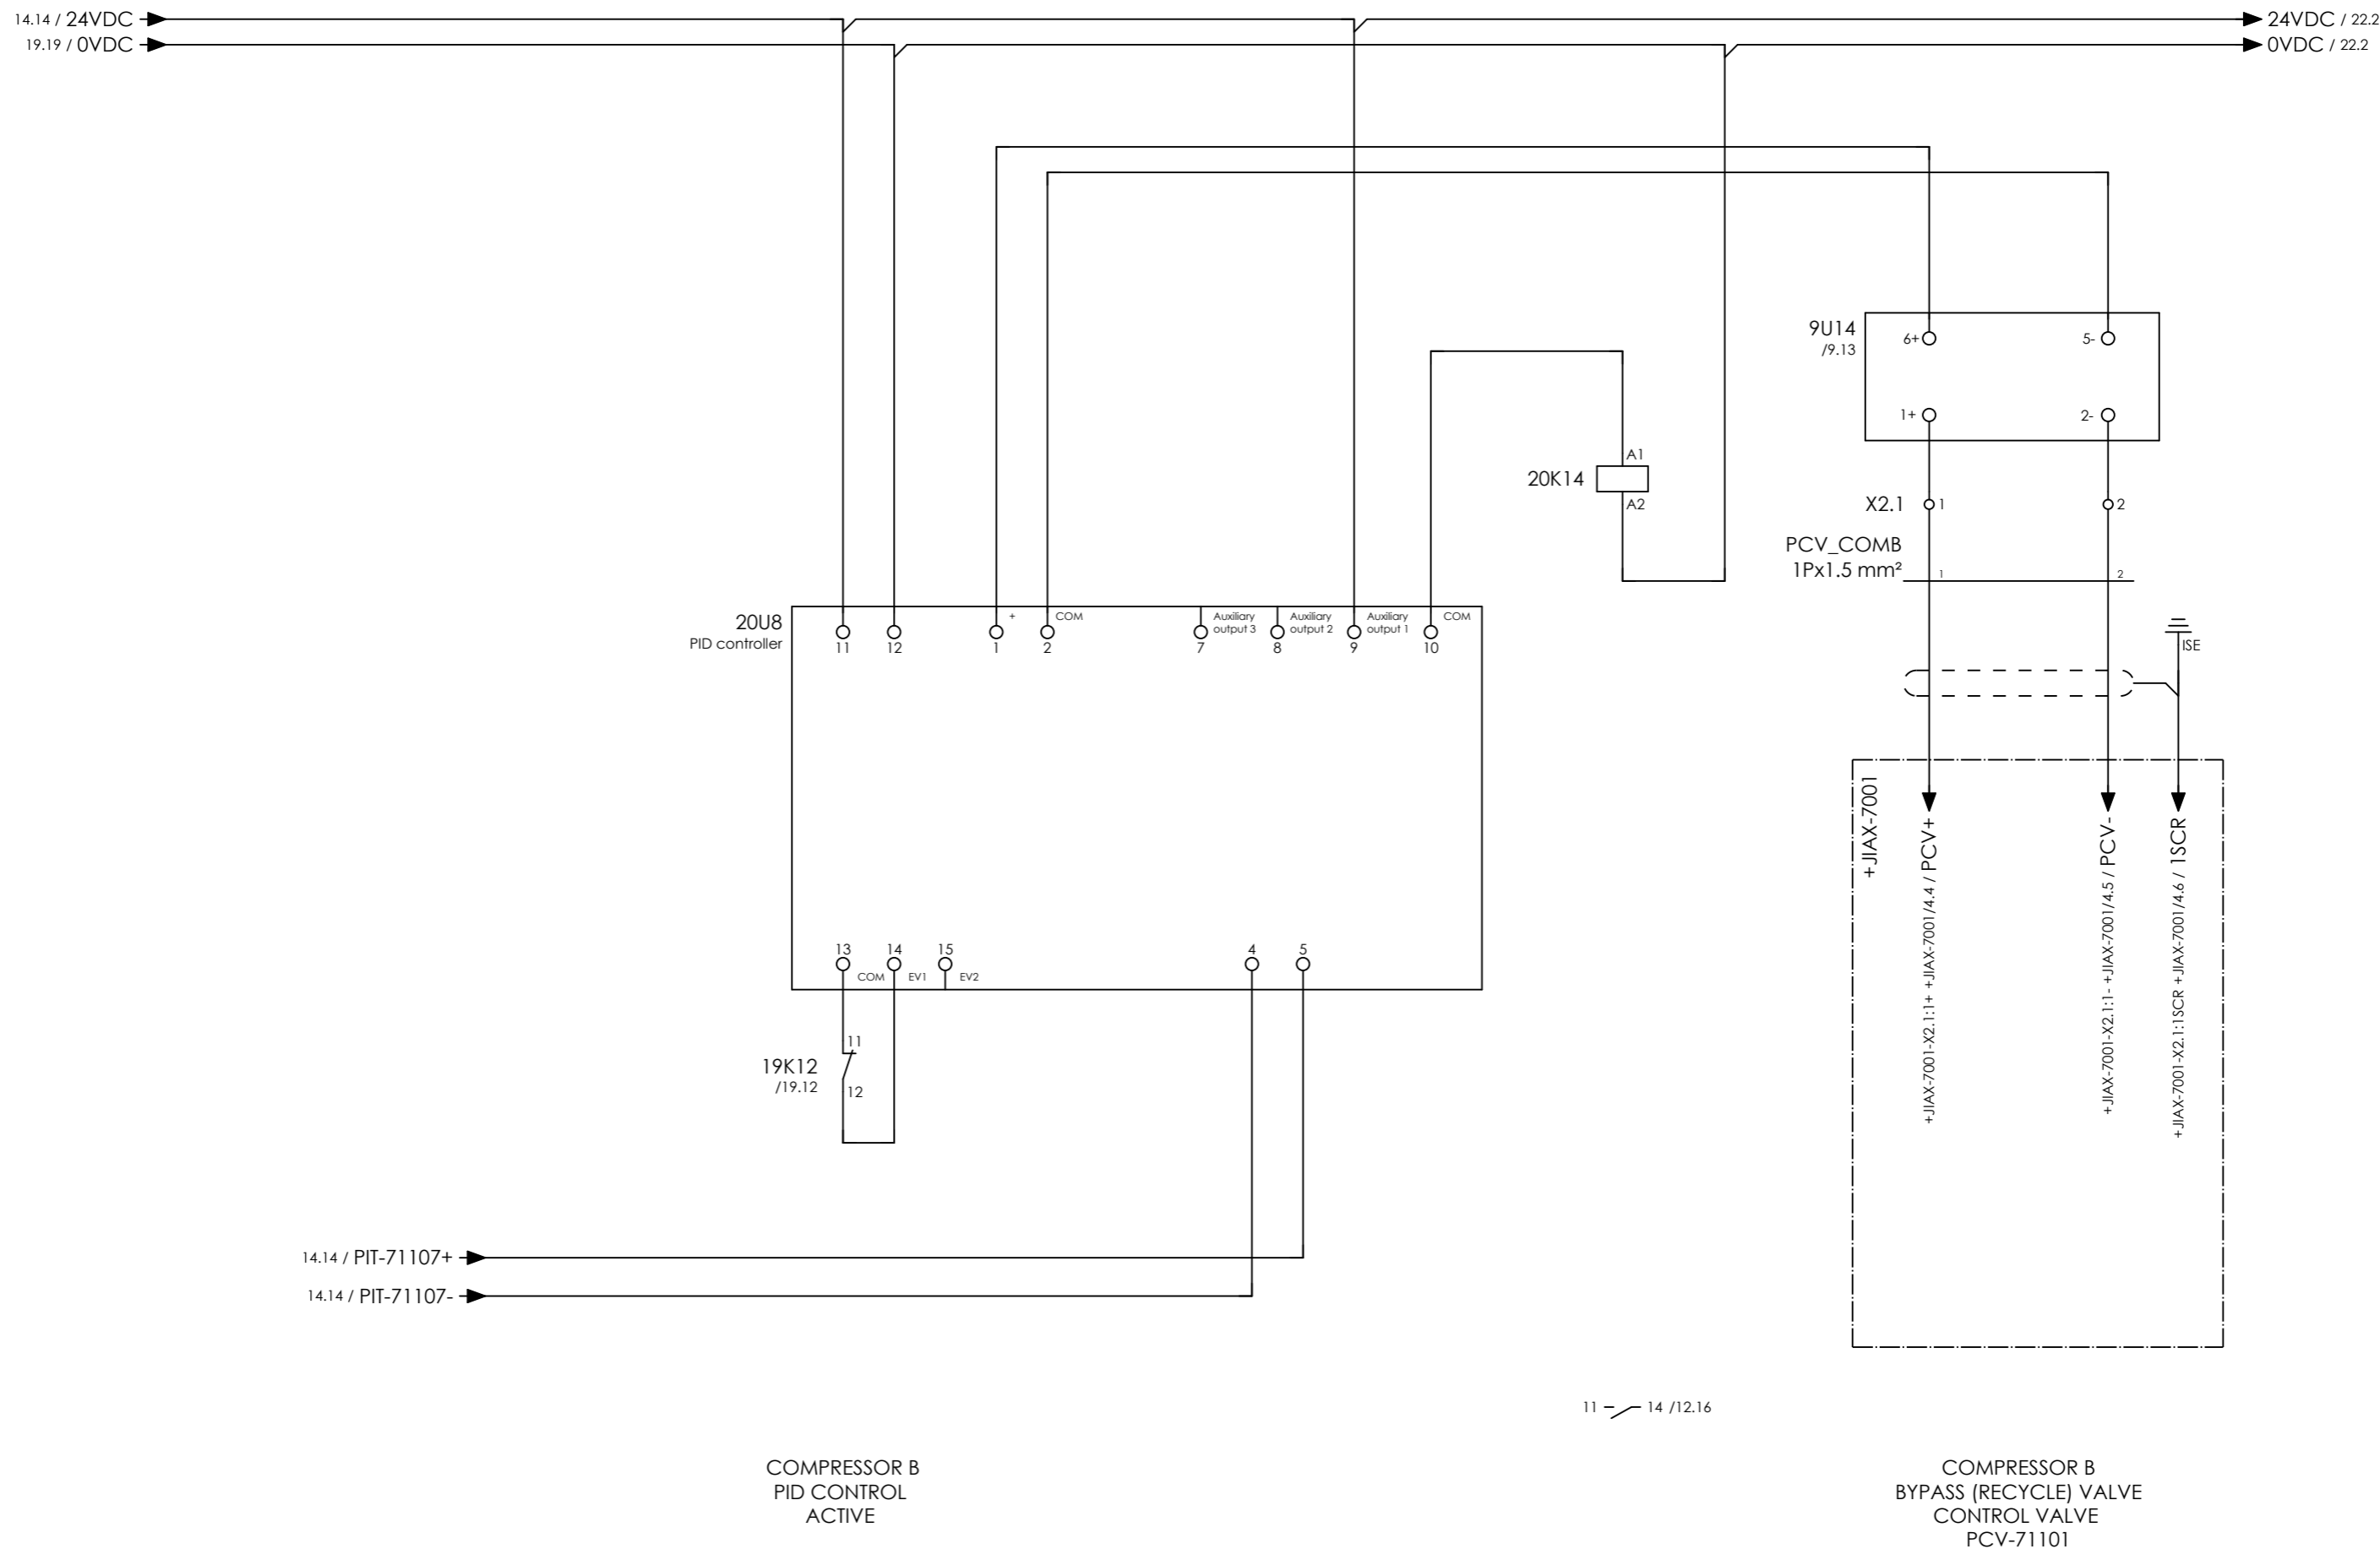 14.14 / 24VDC
24VDC / 22.2
19.19 / 0VDC
0VDC / 22.2
9U14
/9.13
6+
5-
1+
2-
20K14
A1
A2
X2.1
1
2
PCV_COMB
1Px1.5 mm²
1
2
ISE
20U8
PID controller
11
12
+
1
COM
2
Auxiliary
output 3
7
Auxiliary
output 2
8
Auxiliary
output 1
9
COM
10
+JIAX-7001
+JIAX-7001-X2.1:1+ +JIAX-7001/4.4 / PCV+
+JIAX-7001-X2.1:1- +JIAX-7001/4.5 / PCV-
+JIAX-7001-X2.1:1SCR +JIAX-7001/4.6 / 1SCR
13
14
15
4
5
COM
EV1
EV2
19K12
/19.12
11
12
14.14 / PIT-71107+
14.14 / PIT-71107-
11
14 /12.16
COMPRESSOR B
PID CONTROL
ACTIVE
COMPRESSOR B
BYPASS (RECYCLE) VALVE
CONTROL VALVE
PCV-71101